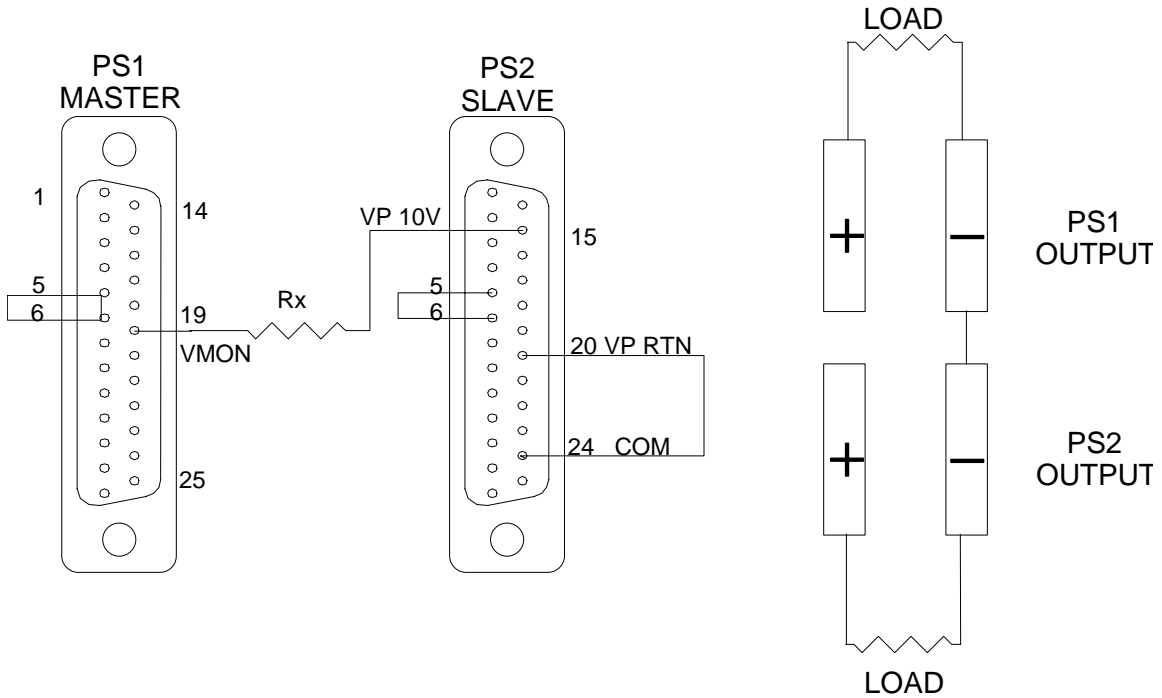 LOAD
PS1
MASTER
PS2
SLAVE
1
14
VP 10V
15
5
6
19
VMON
Rx
5
6
20 VP RTN
24 COM
25
+
−
PS1
OUTPUT
+
−
PS2
OUTPUT
LOAD